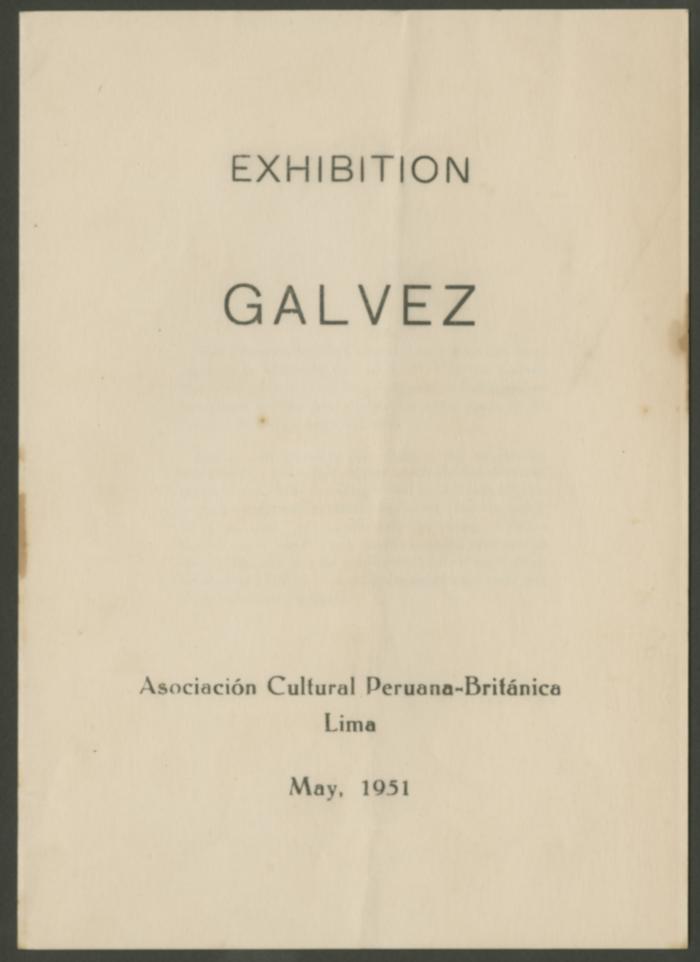 EXHIBITION
GALVEZ
Asociación Cultural Peruana-Británica
Lima
May, 1951